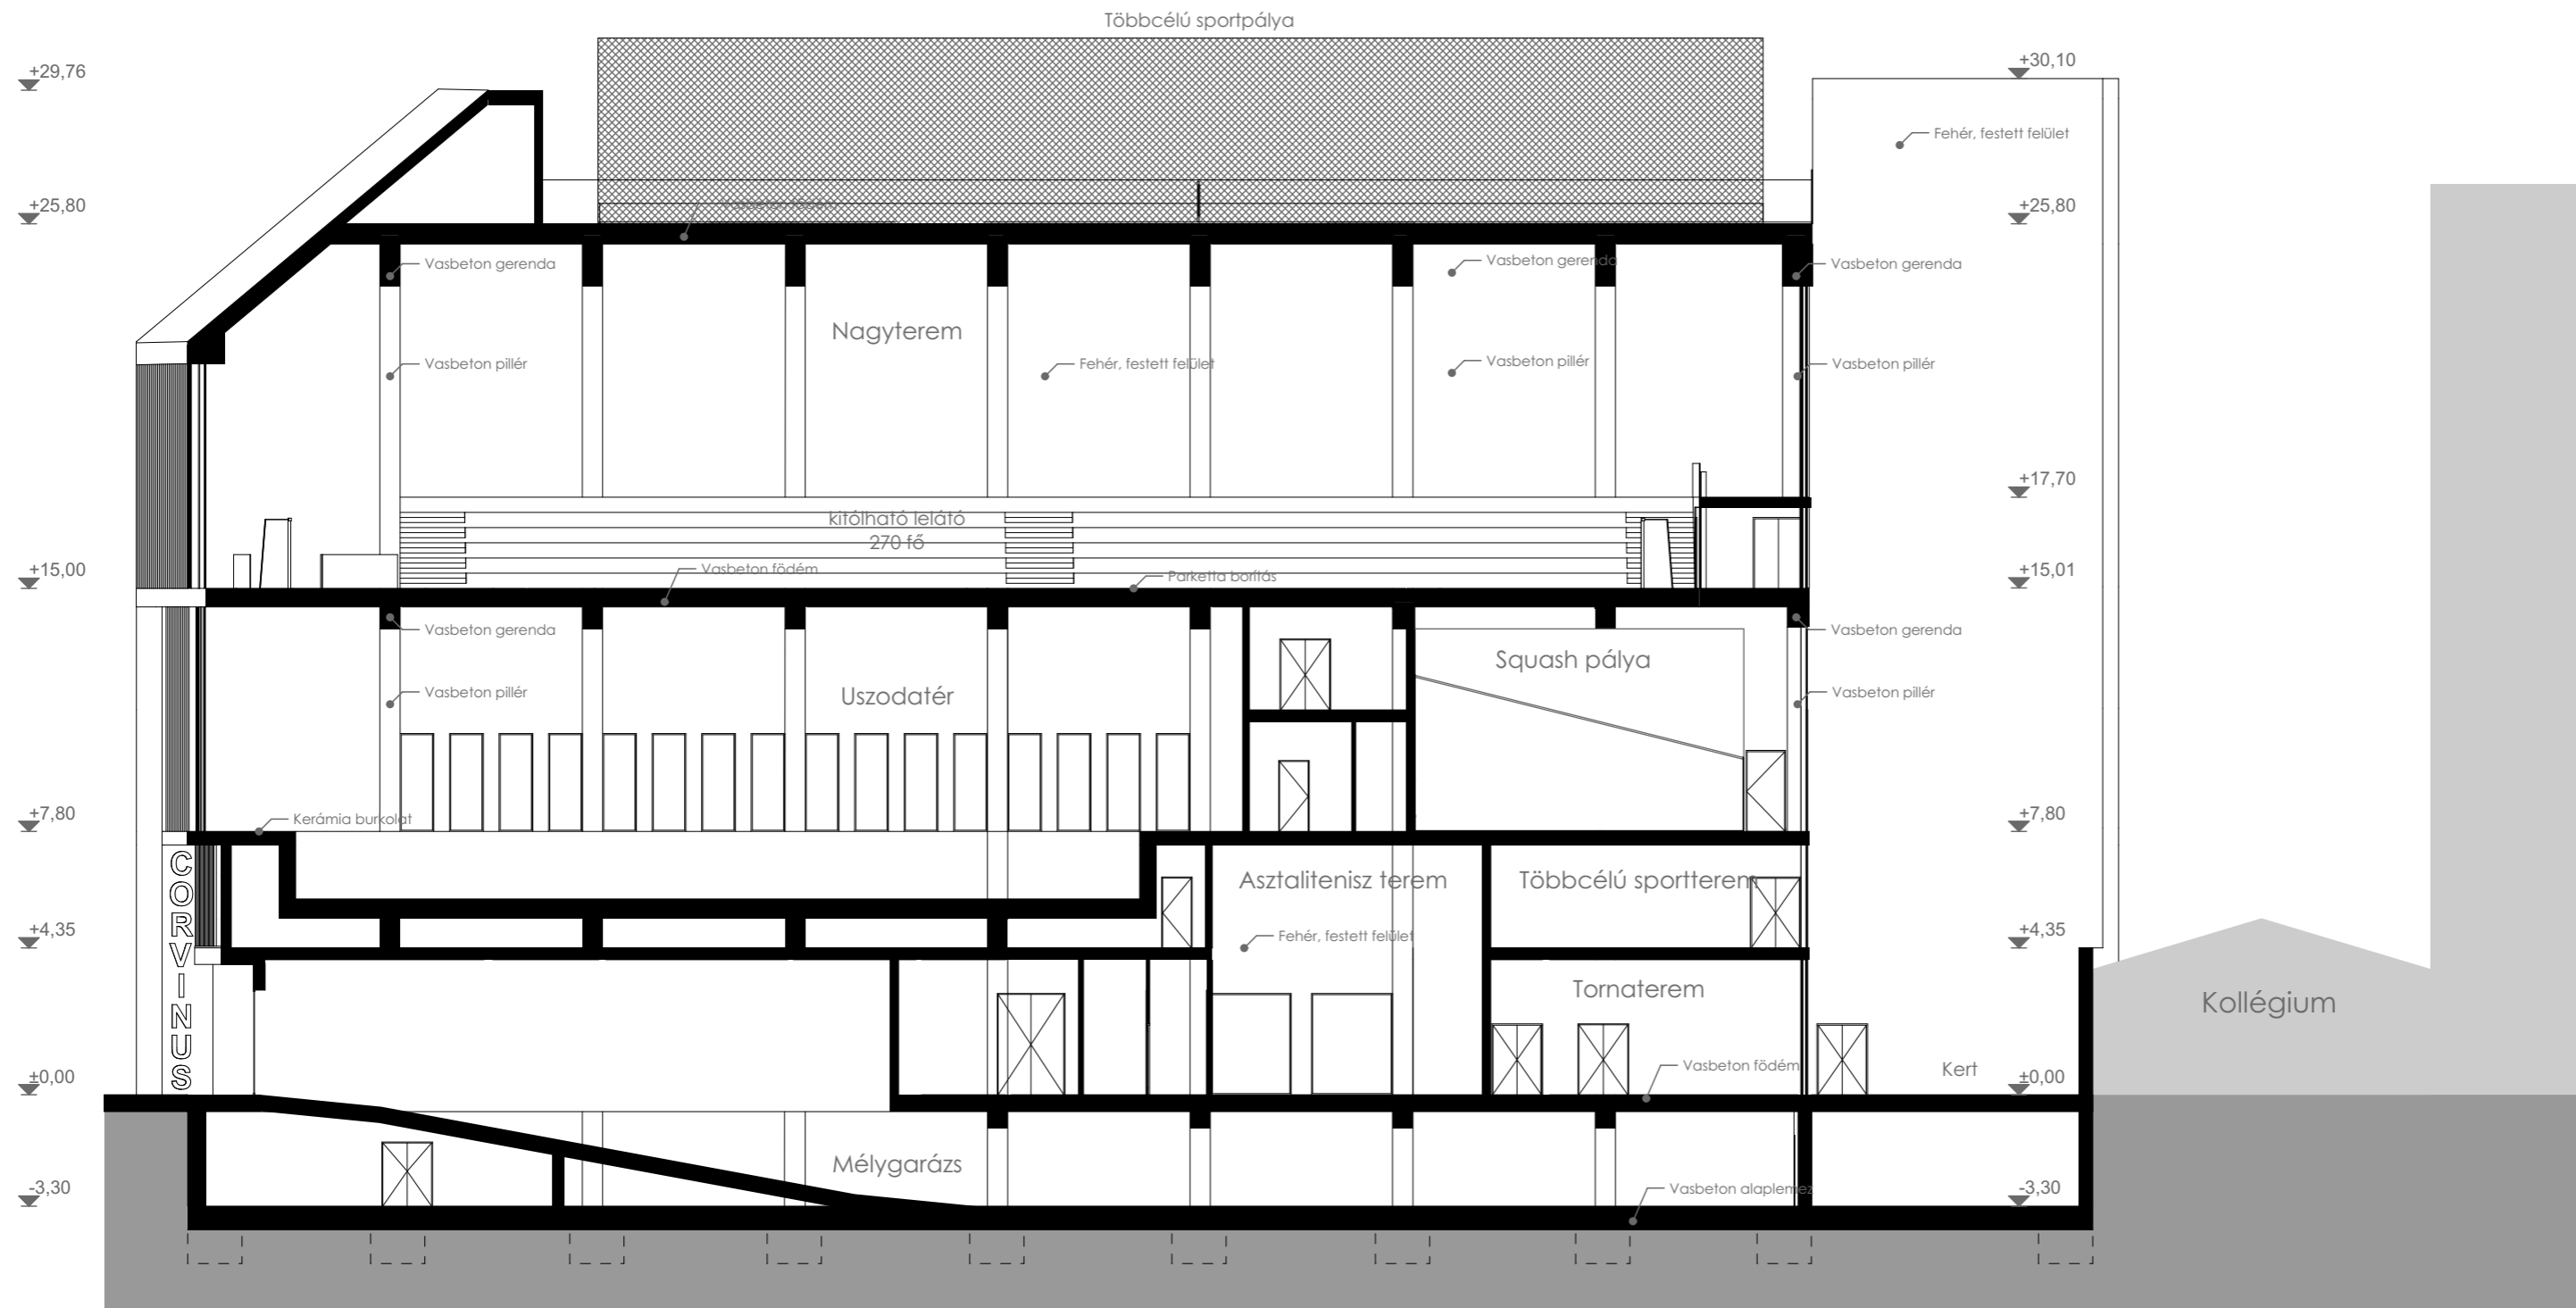 Többcélú sportpálya
+29,76
+30,10
Fehér, festett felület
+25,80
Vasbeton födém
+25,80
Vasbeton gerenda
Vasbeton gerenda
Vasbeton gerenda
Nagyterem
Vasbeton pillér
Fehér, festett felület
Vasbeton pillér
Vasbeton pillér
+17,70
kitólható lelátó
270 fő
+15,00
Vasbeton födém
Parketta borítás
+15,01
Vasbeton gerenda
Vasbeton gerenda
Squash pálya
Uszodatér
Vasbeton pillér
Vasbeton pillér
+7,80
Kerámia burkolat
+7,80
CORVINUS
Asztalitenisz terem
Többcélú sportterem
+4,35
Fehér, festett felület
+4,35
Tornaterem
Kollégium
Vasbeton födém
Kert
±0,00
±0,00
Mélygarázs
-3,30
Vasbeton alaplemez
-3,30